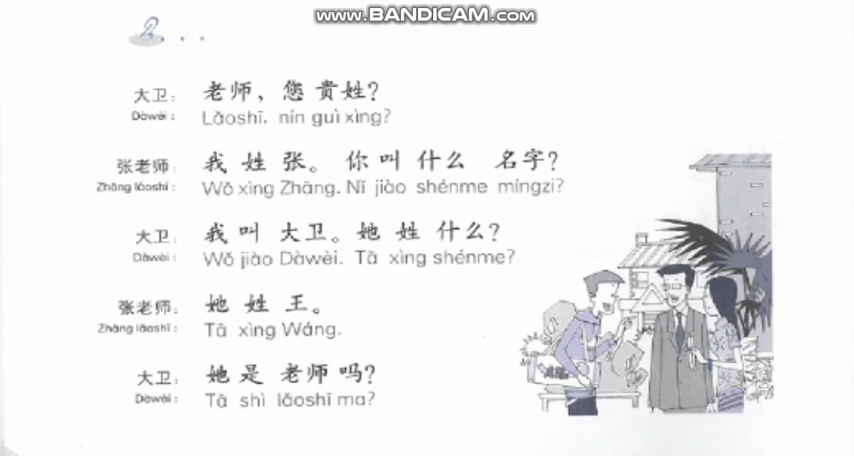 www.BANDICAM.com
2...
大卫： 老师，您贵姓？
Dàwèi： Lǎoshī，nín guì xìng?
张老师： 我姓张。你叫什么 名字？
Zhāng lǎoshī： Wǒ xìng Zhāng. Nǐ jiào shénme míngzi?
大卫： 我叫大卫。她姓什么？
Dàwèi： Wǒ jiào Dàwèi. Tā xìng shénme?
张老师： 她姓王。
Zhāng lǎoshī： Tā xìng Wáng.
大卫： 她是老师吗？
Dàwèi： Tā shì lǎoshī ma?